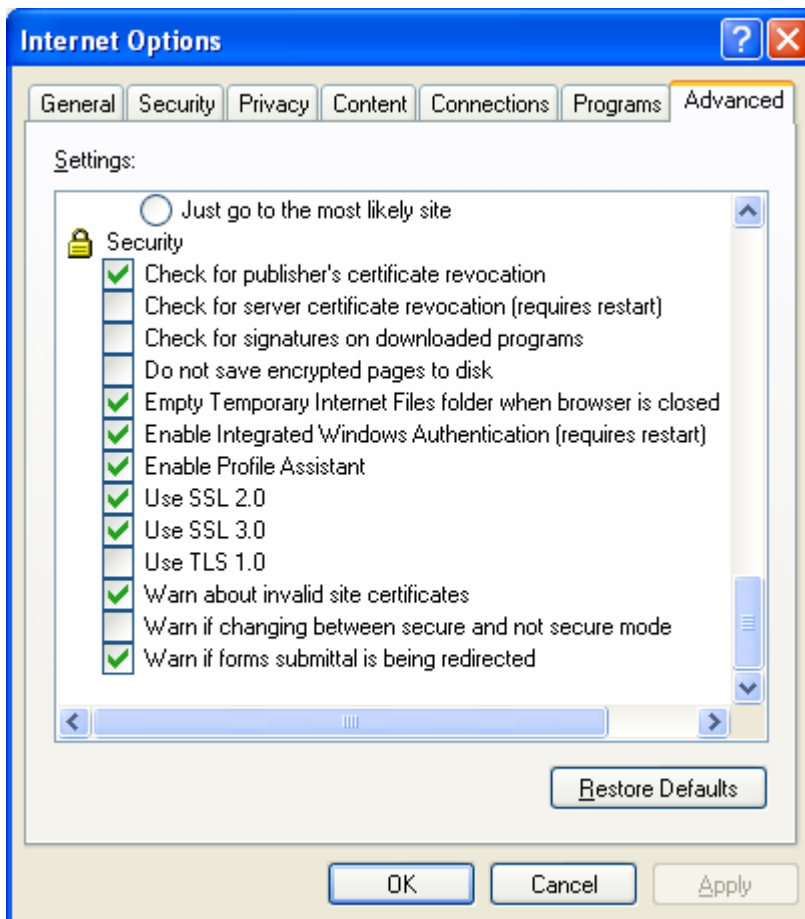 Internet Options
General Security Privacy Content Connections Programs Advanced
Settings:
Just go to the most likely site
Security
Check for publisher's certificate revocation
Check for server certificate revocation (requires restart)
Check for signatures on downloaded programs
Do not save encrypted pages to disk
Empty Temporary Internet Files folder when browser is closed
Enable Integrated Windows Authentication (requires restart)
Enable Profile Assistant
Use SSL 2.0
Use SSL 3.0
Use TLS 1.0
Warn about invalid site certificates
Warn if changing between secure and not secure mode
Warn if forms submittal is being redirected
Restore Defaults
OK Cancel Apply